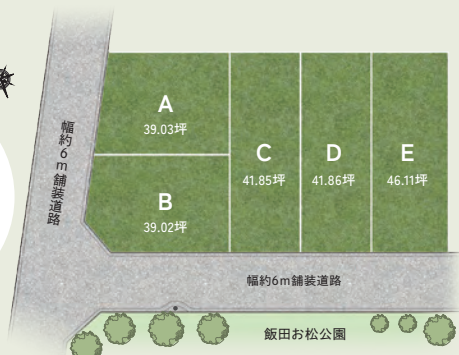 A
39.03坪
B
39.02坪
C
41.85坪
D
41.86坪
E
46.11坪
幅約6m舗装道路
幅約6m舗装道路
飯田お松公園